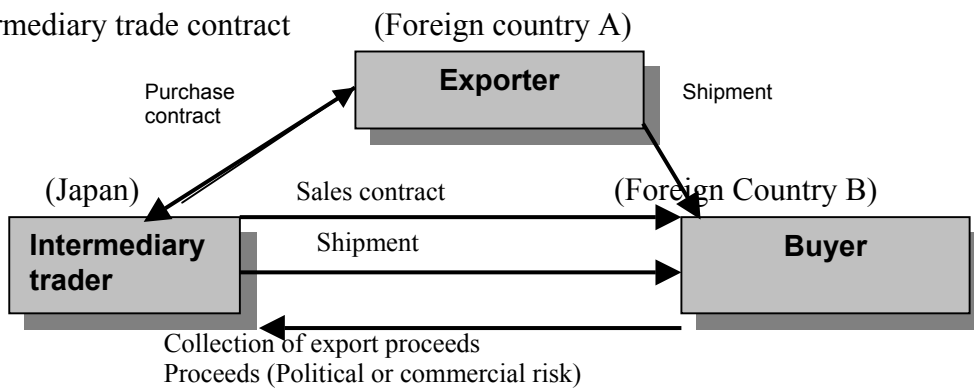 rmediary trade contract (Foreign country A)
Exporter
Purchase
contract
Shipment
(Japan)
Sales contract
(Foreign Country B)
Intermediary
trader
Shipment
Buyer
Collection of export proceeds
Proceeds (Political or commercial risk)